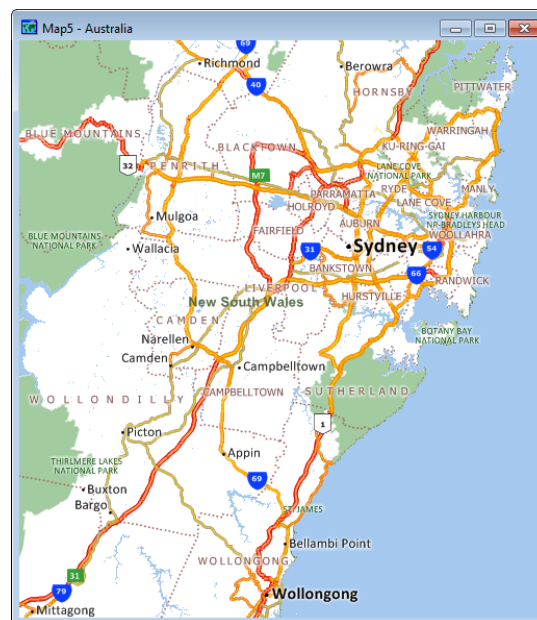 Map5 - Australia
69
Richmond
Berowra
PITTWATER
40
HORNSBY
WARRINGAH
BLUE MOUNTAINS
BLACKTOWN
KU-RING-GAI
32
PENRITH
M7
LANE COVE
NATIONAL PARK
PARRAMATTA
RYDE
MANLY
HOLROYD
LANE COVE
Mulgoa
AUBURN
SYDNEY HARBOUR
NP-BRADLEYS HEAD
BLUE MOUNTAINS
NATIONAL PARK
FAIRFIELD
WOOLLAHRA
Wallacia
31
Sydney
54
BANKSTOWN
66
LIVERPOOL
RANDWICK
New South Wales
HURSTVILLE
CAMDEN
BOTANY BAY
NATIONAL PARK
Narellen
Camden
Campbelltown
WOLLONDILLY
CAMPBELLTOWN
SUTHERLAND
1
Picton
Appin
THIRLMERE LAKES
NATIONAL PARK
69
Buxton
Bargo
ST. JAMES
Bellambi Point
WOLLONGONG
31
79
Wollongong
Mittagong